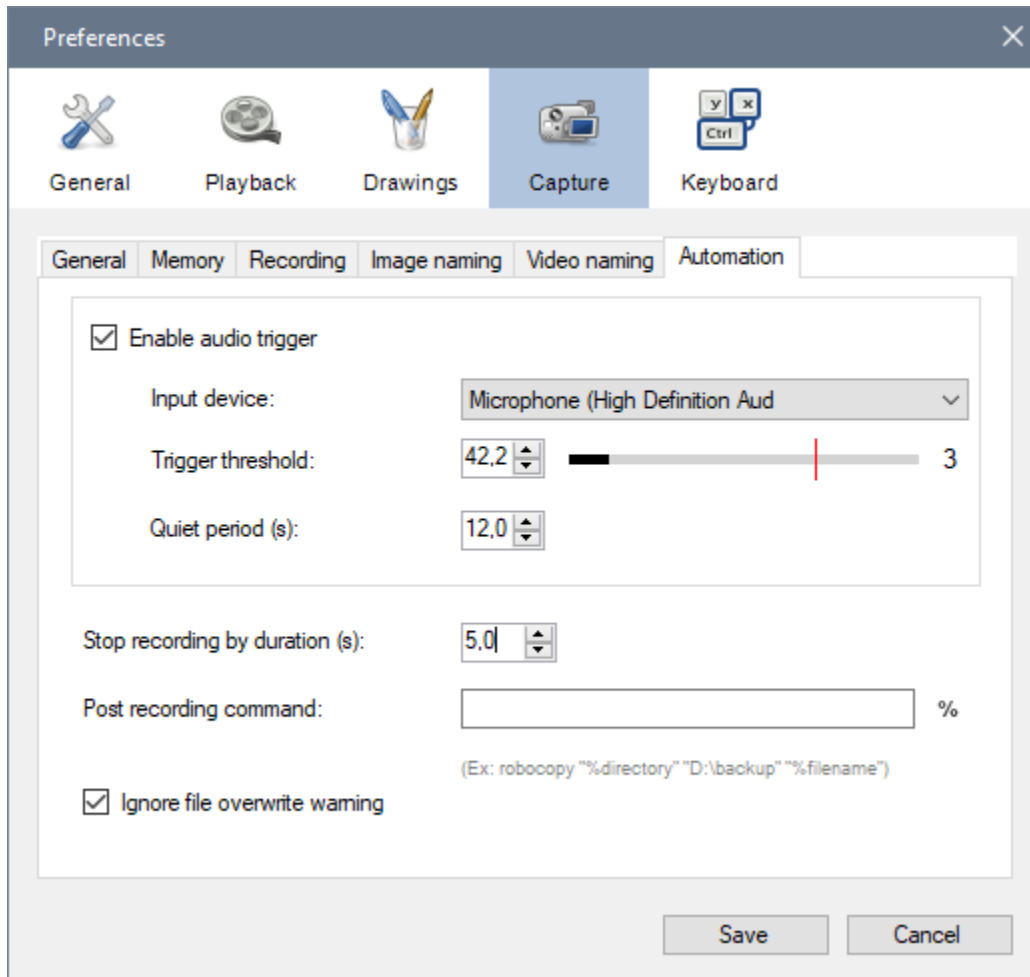 Preferences
y x
Ctrl
General Playback Drawings Capture Keyboard
General Memory Recording Image naming Video naming Automation
Enable audio trigger
Input device: Microphone (High Definition Aud
Trigger threshold: 42,2 3
Quiet period (s): 12,0
Stop recording by duration (s): 5,0
Post recording command: %
(Ex: robocopy "%directory" "D:\backup" "%filename")
Ignore file overwrite warning
Save Cancel